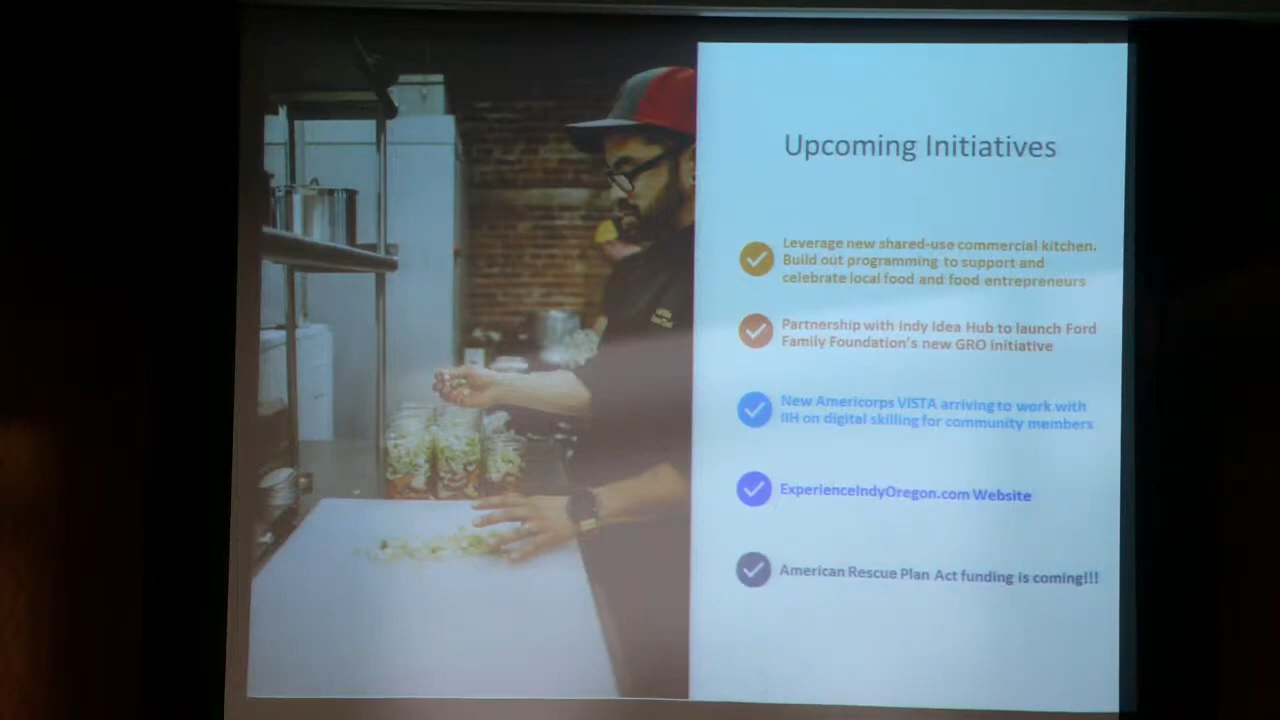 Upcoming Initiatives
Leverage new shared-use commercial kitchen.
Build out programming to support and
celebrate local food and food entrepreneurs
Partnership with Indy Idea Hub to launch Ford
Family Foundation's new GRO initiative
New Americorps VISTA arriving to work with
IIH on digital skilling for community members
ExperienceIndyOregon.com Website
American Rescue Plan Act funding is coming!!!